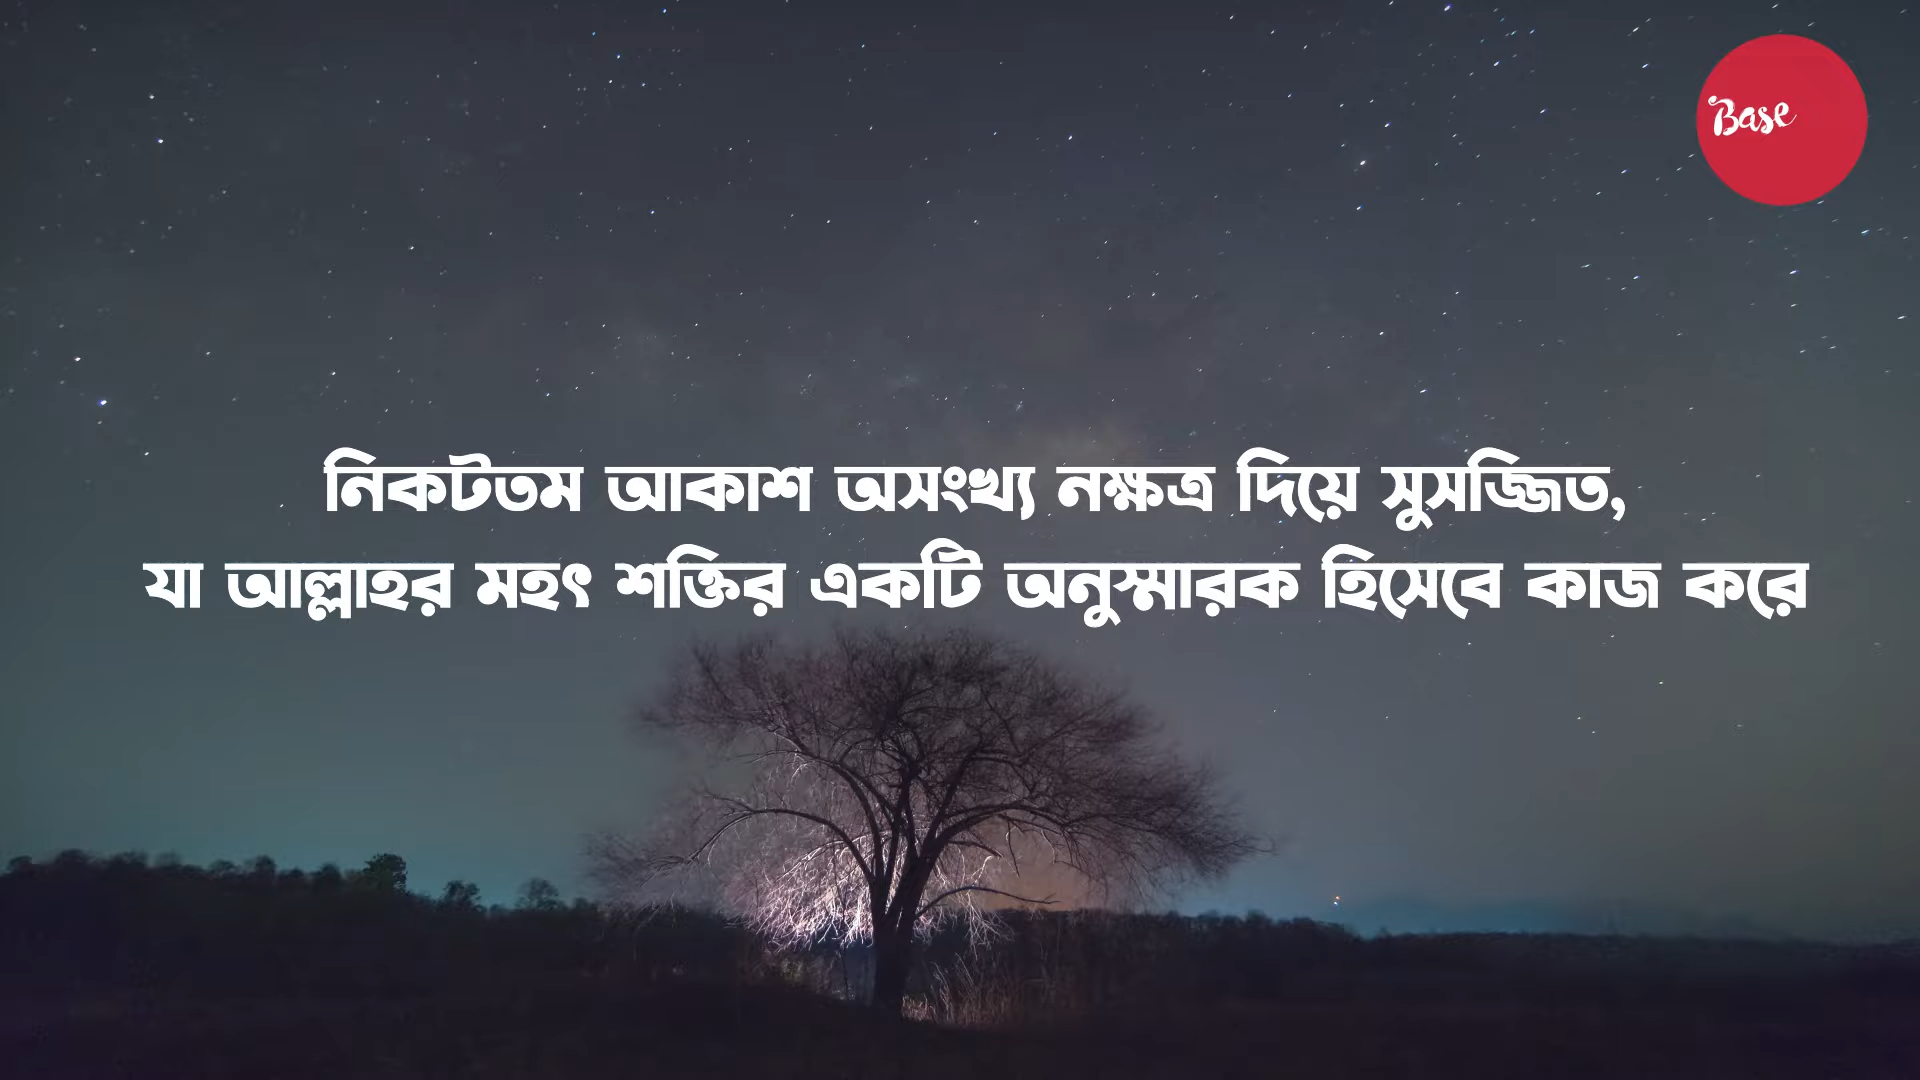 Base
নিকটতম আকাশ অসংখ্য নক্ষত্র দিয়ে সুসজ্জিত,
যা আল্লাহর মহৎ শক্তির একটি অনুস্মারক হিসেবে কাজ করে